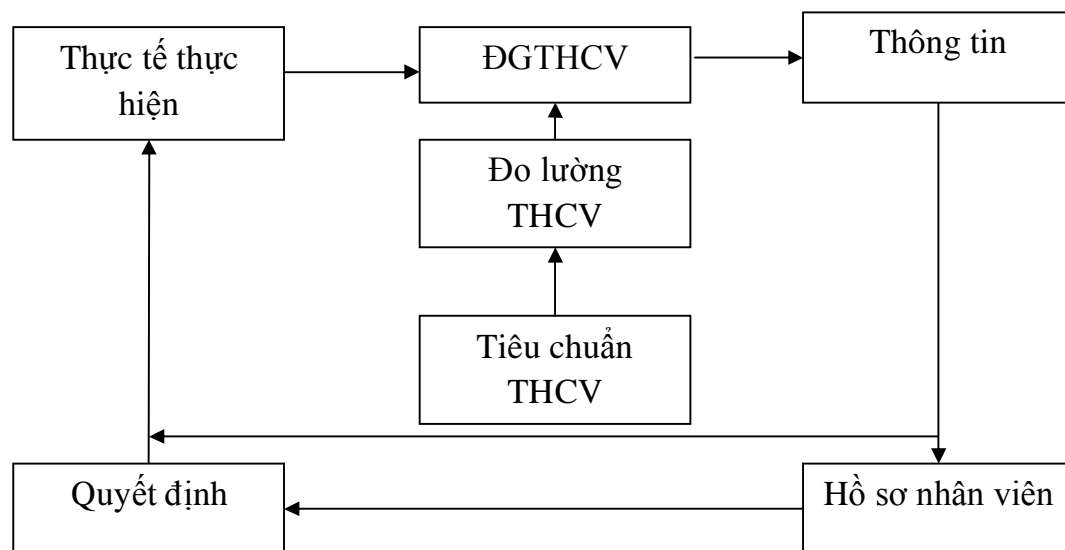 Thực tế thực
hiện
ĐGTHCV
Thông tin
Đo lường
THCV
Tiêu chuẩn
THCV
Quyết định
Hồ sơ nhân viên